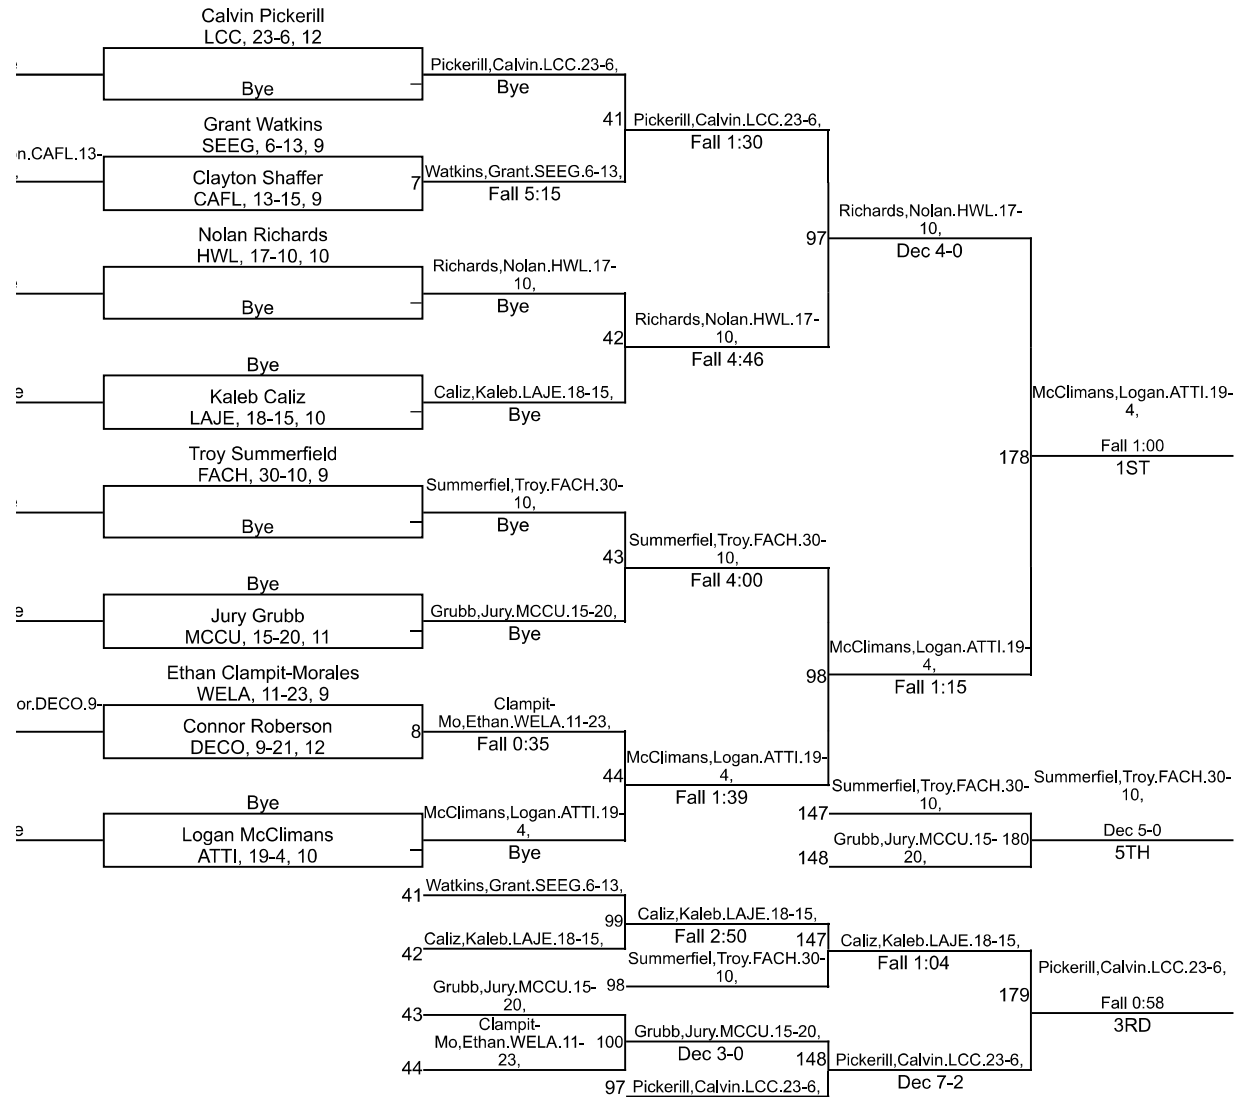 Calvin Pickerill
LCC, 23-6, 12
Bye
Pickerill,Calvin.LCC.23-6,
Bye
41
Pickerill,Calvin.LCC.23-6,
Fall 1:30
Grant Watkins
SEEG, 6-13, 9
n.CAFL.13-
Clayton Shaffer
CAFL, 13-15, 9
7
Watkins,Grant.SEEG.6-13,
Fall 5:15
97
Richards,Nolan.HWL.17-
10,
Dec 4-0
Nolan Richards
HWL, 17-10, 10
Bye
Richards,Nolan.HWL.17-
10,
Bye
42
Richards,Nolan.HWL.17-
10,
Fall 4:46
Bye
Kaleb Caliz
LAJE, 18-15, 10
Caliz,Kaleb.LAJE.18-15,
Bye
178
McClimans,Logan.ATTI.19-
4,
Fall 1:00
1ST
Troy Summerfield
FACH, 30-10, 9
Bye
Summerfiel,Troy.FACH.30-
10,
Bye
43
Summerfiel,Troy.FACH.30-
10,
Fall 4:00
Bye
Jury Grubb
MCCU, 15-20, 11
Grubb,Jury.MCCU.15-20,
Bye
98
McClimans,Logan.ATTI.19-
4,
Fall 1:15
Ethan Clampit-Morales
WELA, 11-23, 9
or.DECO.9-
Connor Roberson
DECO, 9-21, 12
8
Clampit-
Mo,Ethan.WELA.11-23,
Fall 0:35
44
McClimans,Logan.ATTI.19-
4,
Fall 1:39
Bye
Logan McClimans
ATTI, 19-4, 10
McClimans,Logan.ATTI.19-
4,
Bye
147
Summerfiel,Troy.FACH.30-
10,
148
Grubb,Jury.MCCU.15-
20,
180
Summerfiel,Troy.FACH.30-
10,
Dec 5-0
5TH
41
Watkins,Grant.SEEG.6-13,
42
Caliz,Kaleb.LAJE.18-15,
99
Caliz,Kaleb.LAJE.18-15,
Fall 2:50
98
Summerfiel,Troy.FACH.30-
10,
147
Caliz,Kaleb.LAJE.18-15,
Fall 1:04
43
Grubb,Jury.MCCU.15-
20,
44
Clampit-
Mo,Ethan.WELA.11-
23,
100
Grubb,Jury.MCCU.15-20,
Dec 3-0
97
Pickerill,Calvin.LCC.23-6,
148
Pickerill,Calvin.LCC.23-6,
Dec 7-2
179
Pickerill,Calvin.LCC.23-6,
Fall 0:58
3RD